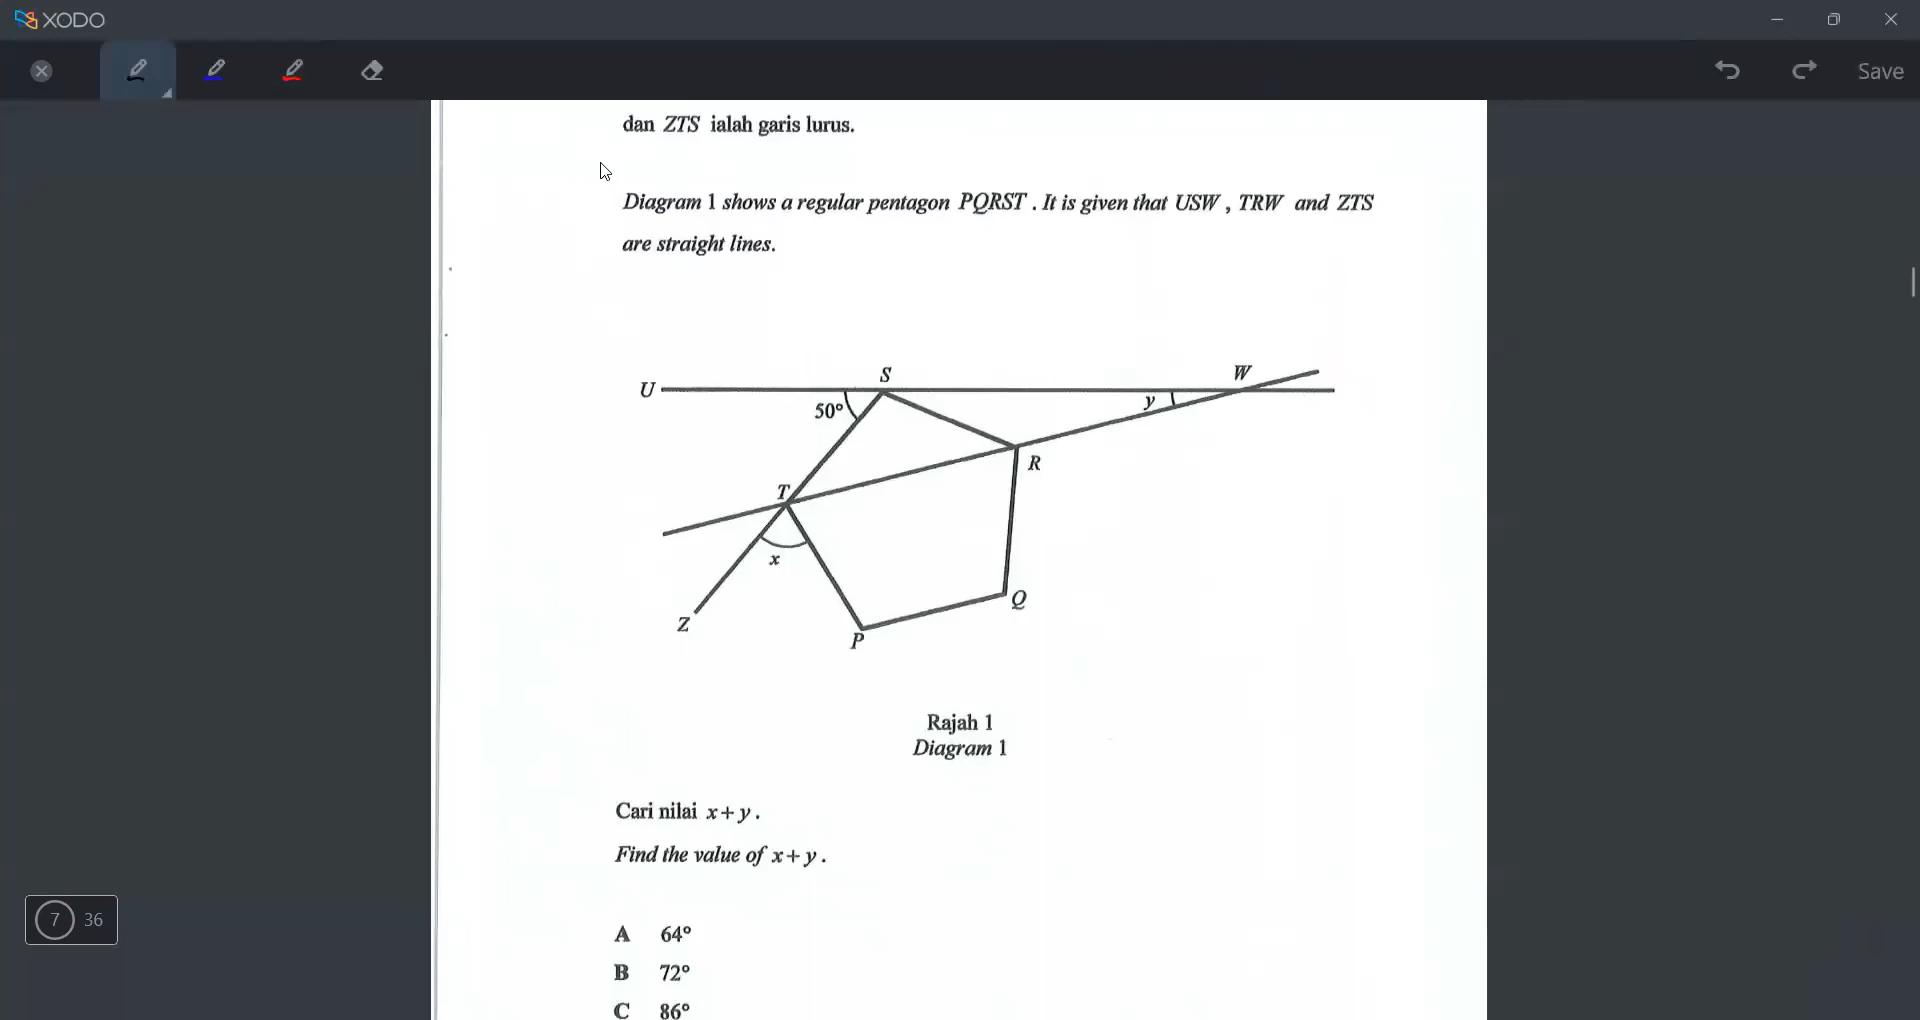 XODO
Save
dan ZTS ialah garis lurus.
Diagram 1 shows a regular pentagon PQRST . It is given that USW , TRW and ZTS
are straight lines.
U
S
W
50°
y
R
T
x
Z
Q
P
Rajah 1
Diagram 1
Cari nilai x+y .
Find the value of x+y .
7 36
A 64°
B 72°
C 86°